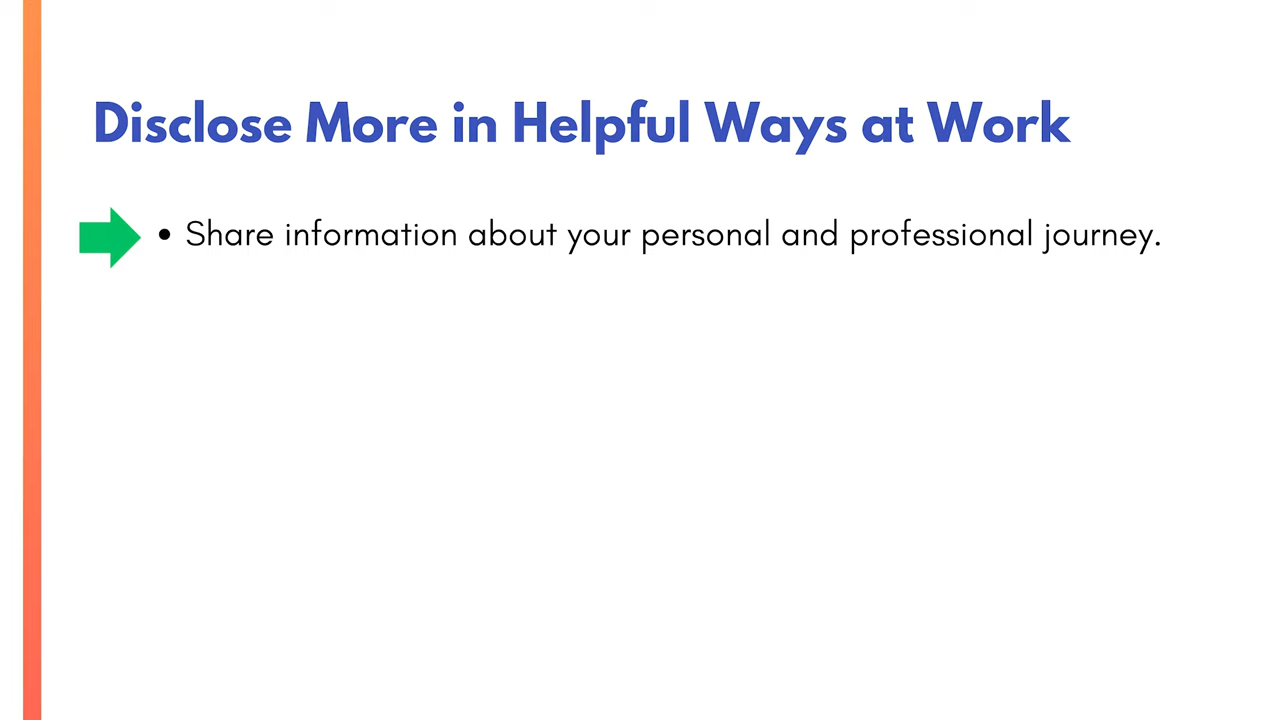 Disclose More in Helpful Ways at Work
• Share information about your personal and professional journey.